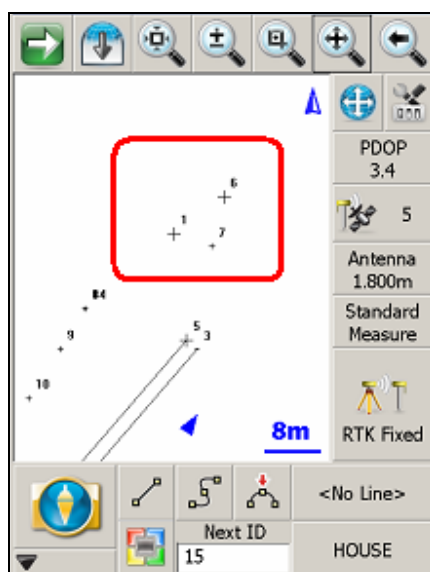 PDOP
3.4
6
1
7
5
Antenna
1.800m
84
Standard
Measure
5
3
9
10
8m
RTK Fixed
<No Line>
Next ID
15
HOUSE